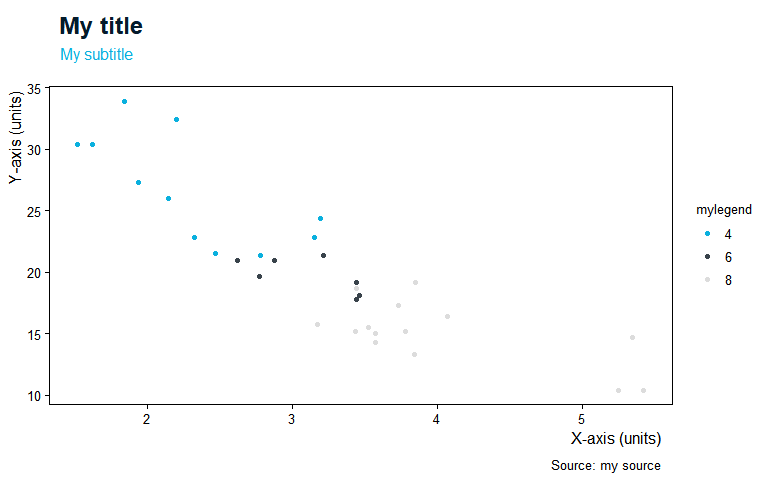 My title
My subtitle
Y-axis (units)
35
30
25
20
15
10
2
3
4
5
X-axis (units)
mylegend
4
6
8
Source: my source